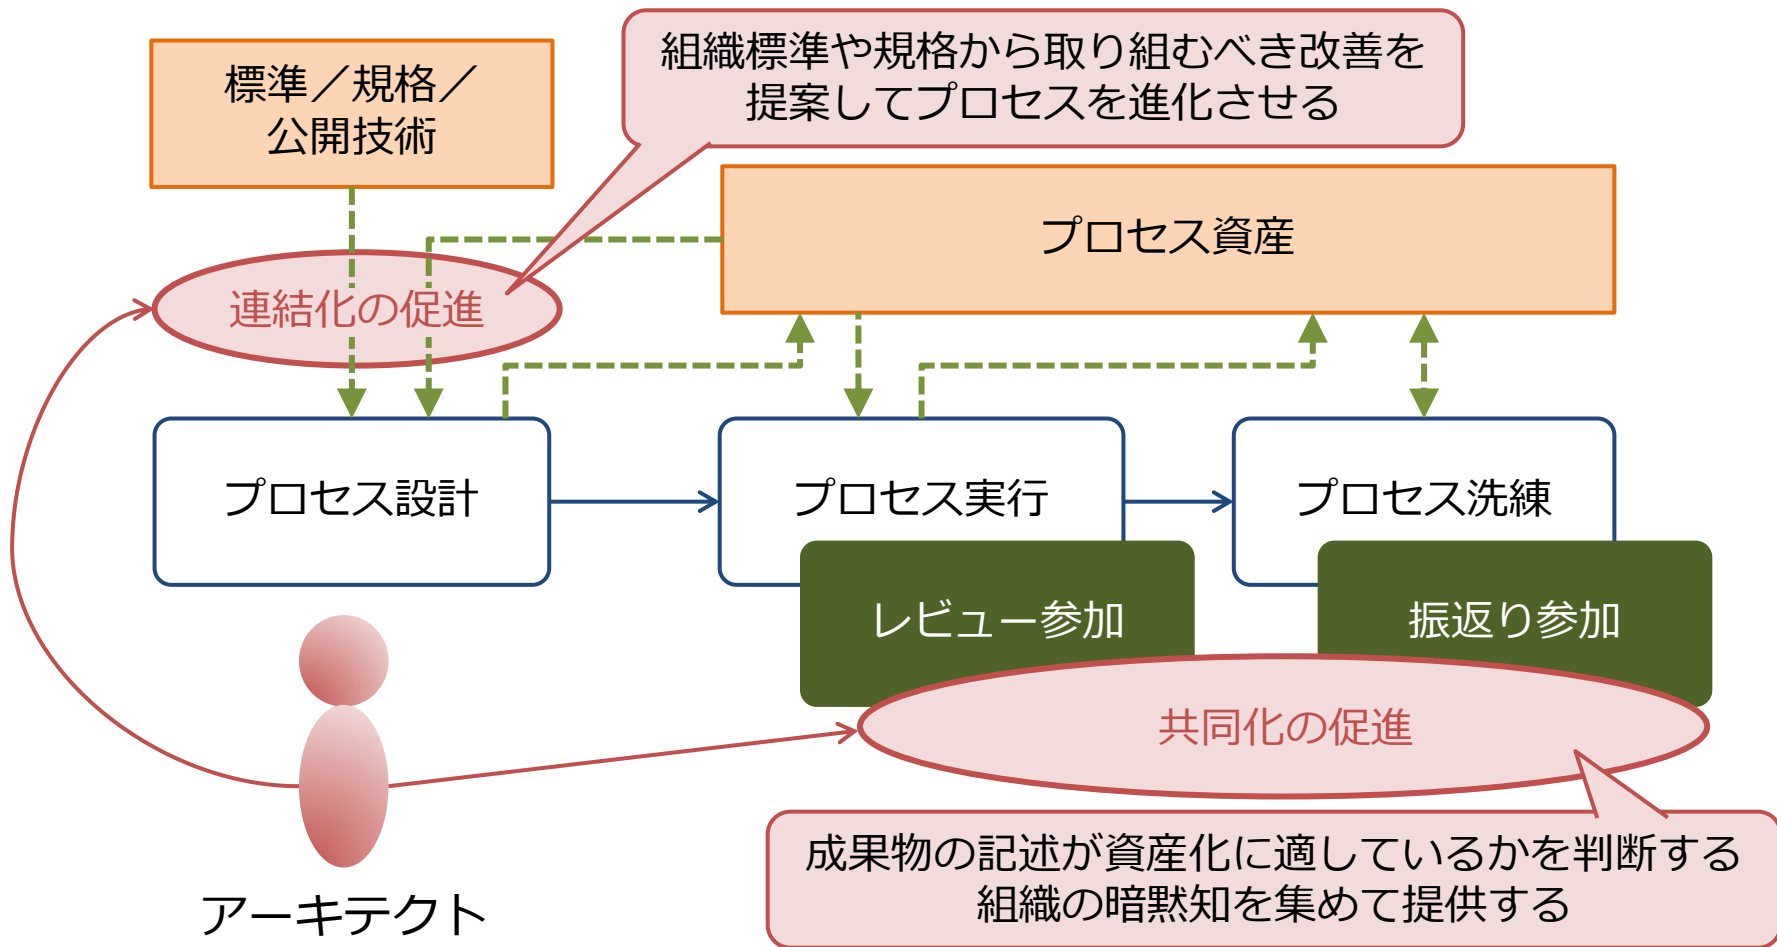 組織標準や規格から取り組むべき改善を
提案してプロセスを進化させる
標準／規格／
公開技術
プロセス資産
連結化の促進
プロセス設計
プロセス実行
プロセス洗練
レビュー参加
振返り参加
共同化の促進
成果物の記述が資産化に適しているかを判断する
組織の暗黙知を集めて提供する
アーキテクト